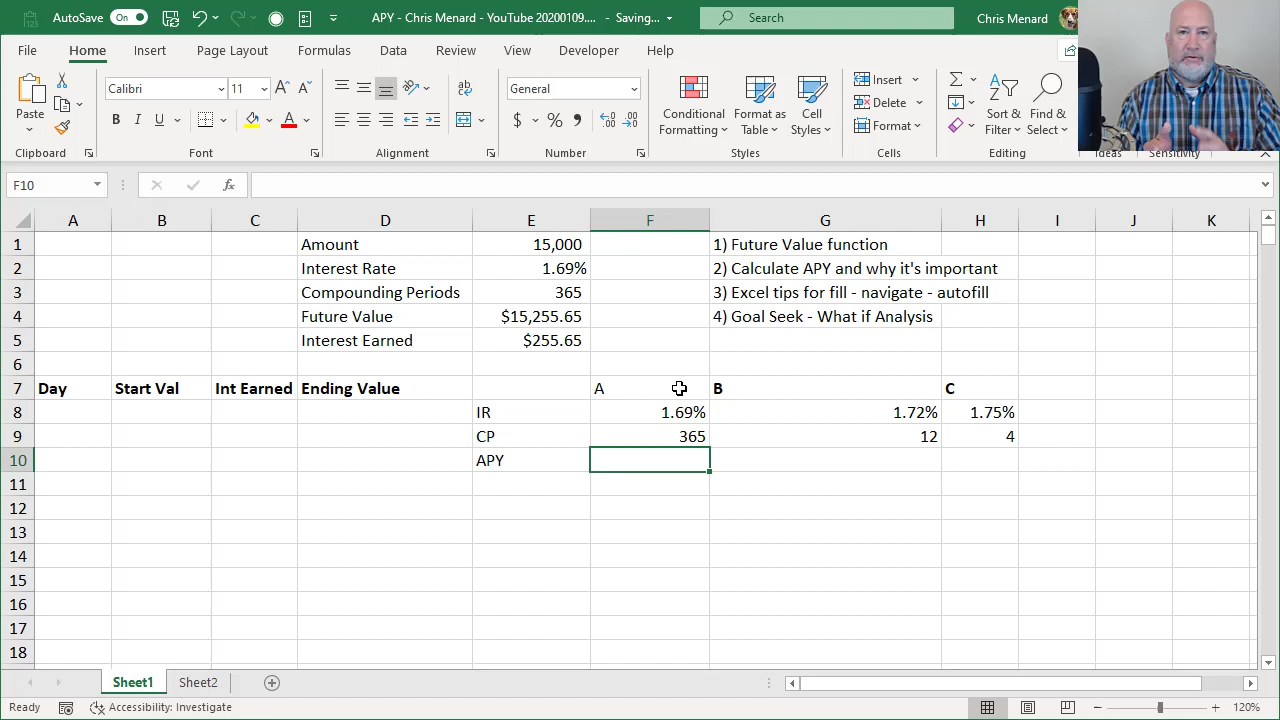 AutoSave On APY - Chris Menard - YouTube 20200109.... - Saving... Search Chris Menard
File Home Insert Page Layout Formulas Data Review View Developer Help
Paste Calibri 11 General Conditional Formatting Format as Table Cell Styles Insert Delete Format Sort & Filter Find & Select
Clipboard Font Alignment Number Styles Cells Editing Ideas Sensitivity
F10 fx
A B C D E F G H I J K
1 Amount 15,000 1) Future Value function
2 Interest Rate 1.69% 2) Calculate APY and why it's important
3 Compounding Periods 365 3) Excel tips for fill - navigate - autofill
4 Future Value $15,255.65 4) Goal Seek - What if Analysis
5 Interest Earned $255.65
6
7 Day Start Val Int Earned Ending Value A B C
8 IR 1.69% 1.72% 1.75%
9 CP 365 12 4
10 APY
11
12
13
14
15
16
17
18
Sheet1 Sheet2
Ready Accessibility: Investigate 120%